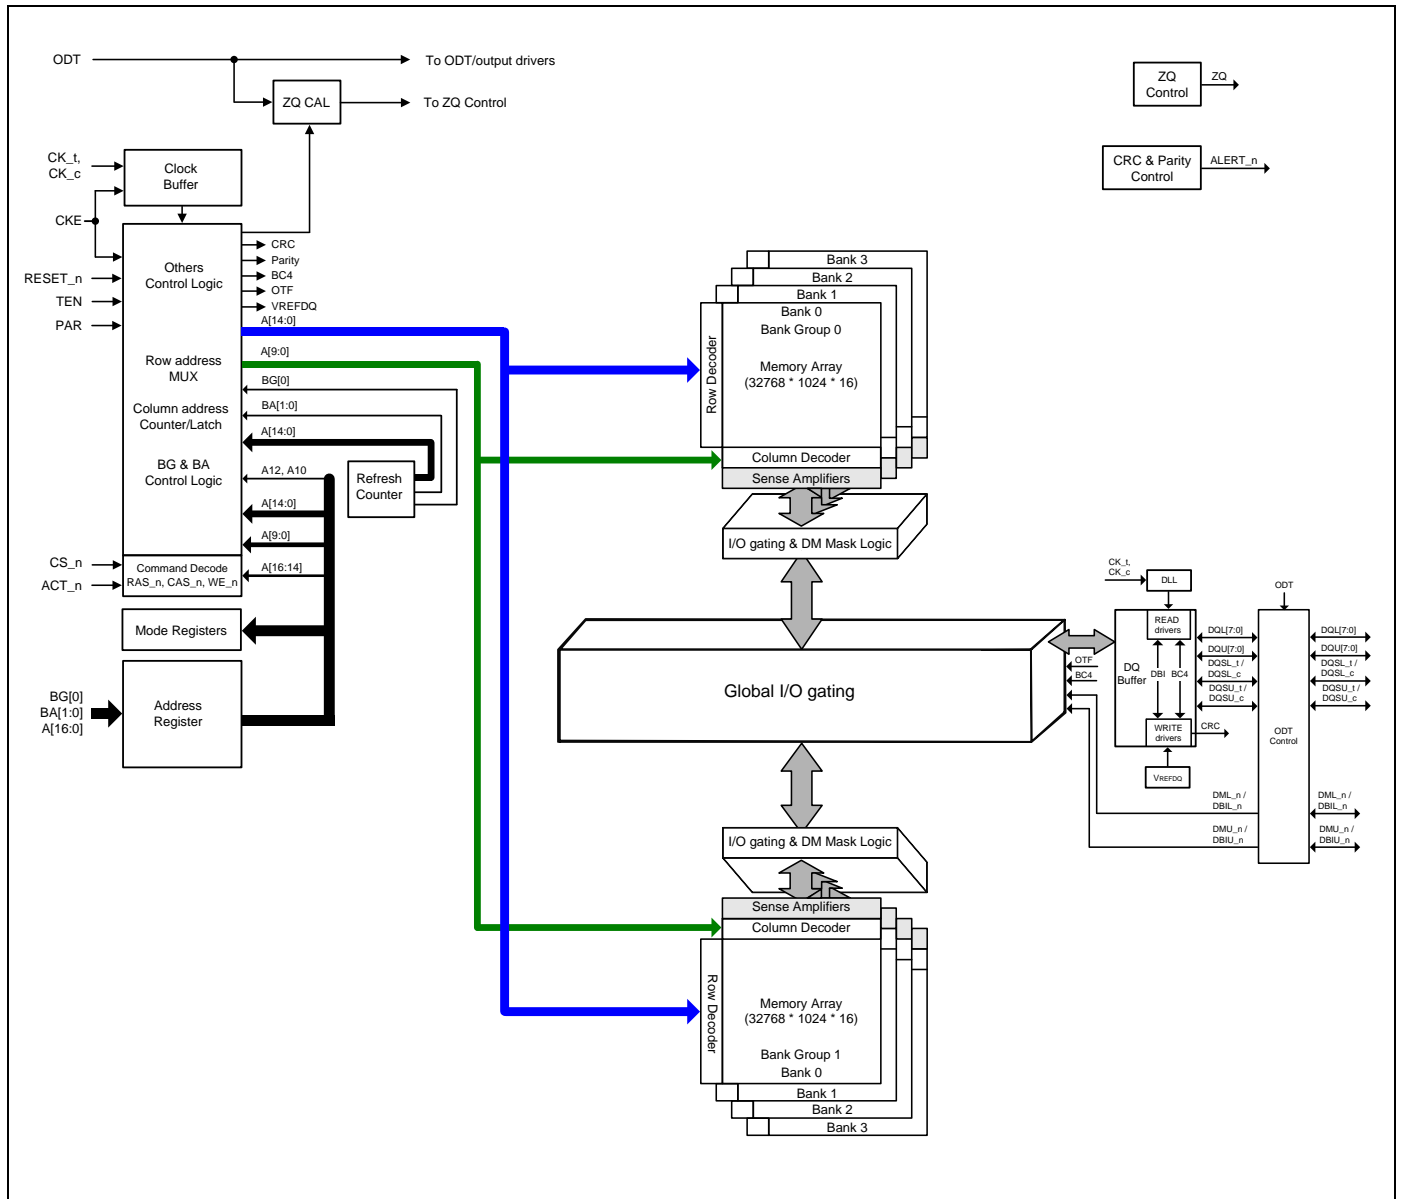 ODT
To ODT/output drivers
ZQ CAL
To ZQ Control
ZQ
Control
ZQ
CRC & Parity
Control
ALERT_n
CK_t,
CK_c
Clock
Buffer
CKE
RESET_n
TEN
PAR
Others
Control Logic
CRC
Parity
BC4
OTF
VREFDQ
A[14:0]
Row address
MUX
A[9:0]
BG[0]
Column address
Counter/Latch
BA[1:0]
A[14:0]
BG & BA
Control Logic
A12, A10
A[14:0]
A[9:0]
Refresh
Counter
CS_n
ACT_n
Command Decode
RAS_n, CAS_n, WE_n
A[16:14]
Mode Registers
BG[0]
BA[1:0]
A[16:0]
Address
Register
Bank 3
Bank 2
Bank 1
Bank 0
Bank Group 0
Row Decoder
Memory Array
(32768 * 1024 * 16)
Column Decoder
Sense Amplifiers
I/O gating & DM Mask Logic
Global I/O gating
I/O gating & DM Mask Logic
Sense Amplifiers
Column Decoder
Row Decoder
Memory Array
(32768 * 1024 * 16)
Bank Group 1
Bank 0
Bank 1
Bank 2
Bank 3
CK_t,
CK_c
DLL
OTF
BC4
DQ
Buffer
READ
drivers
DBI
BC4
WRITE
drivers
CRC
VREFDQ
DQL[7:0]
DQU[7:0]
DQSL_t /
DQSL_c
DQSU_t /
DQSU_c
DML_n /
DBIL_n
DMU_n /
DBIU_n
ODT
ODT
Control
DQL[7:0]
DQU[7:0]
DQSL_t /
DQSL_c
DQSU_t /
DQSU_c
DML_n /
DBIL_n
DMU_n /
DBIU_n